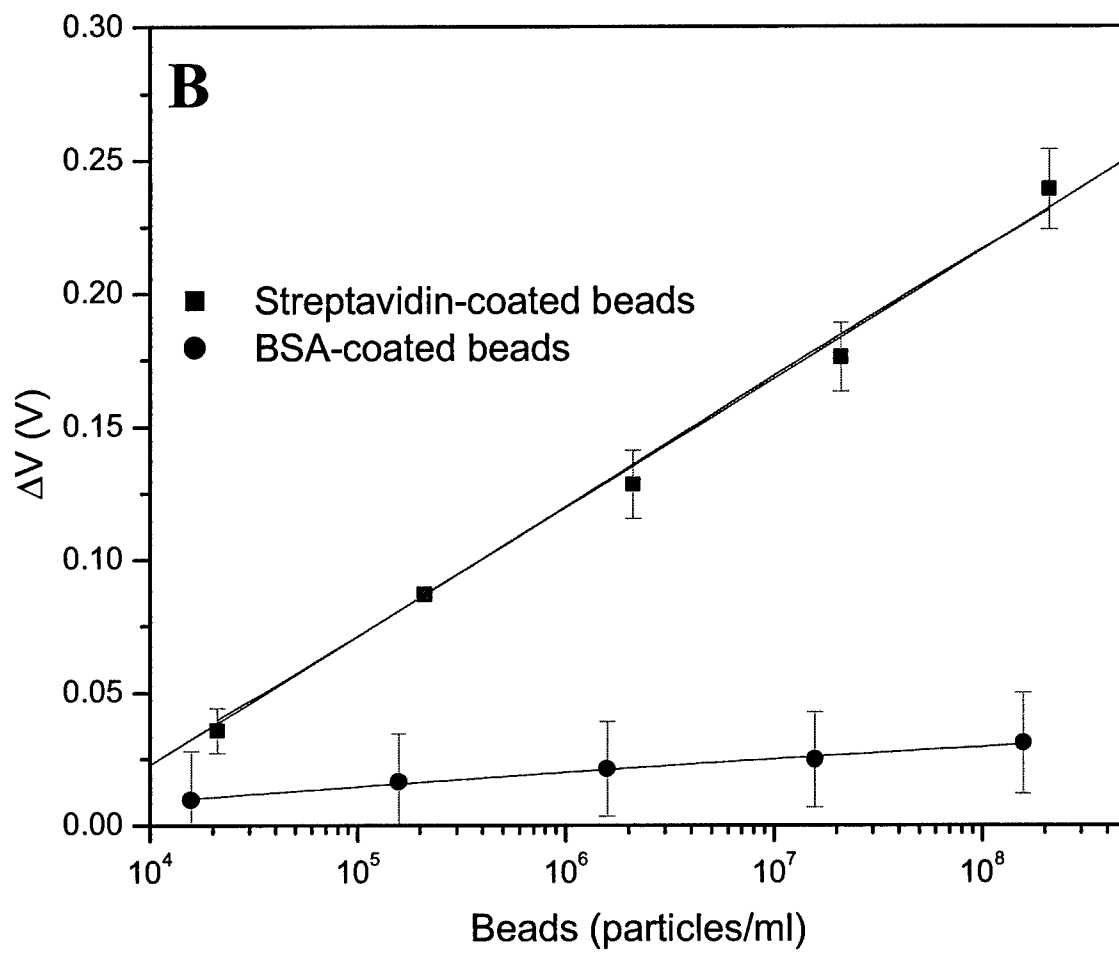 B
0.30
0.25
0.20
0.15
0.10
0.05
0.00
ΔV (V)
Streptavidin-coated beads
BSA-coated beads
10⁴
10⁵
10⁶
10⁷
10⁸
Beads (particles/ml)